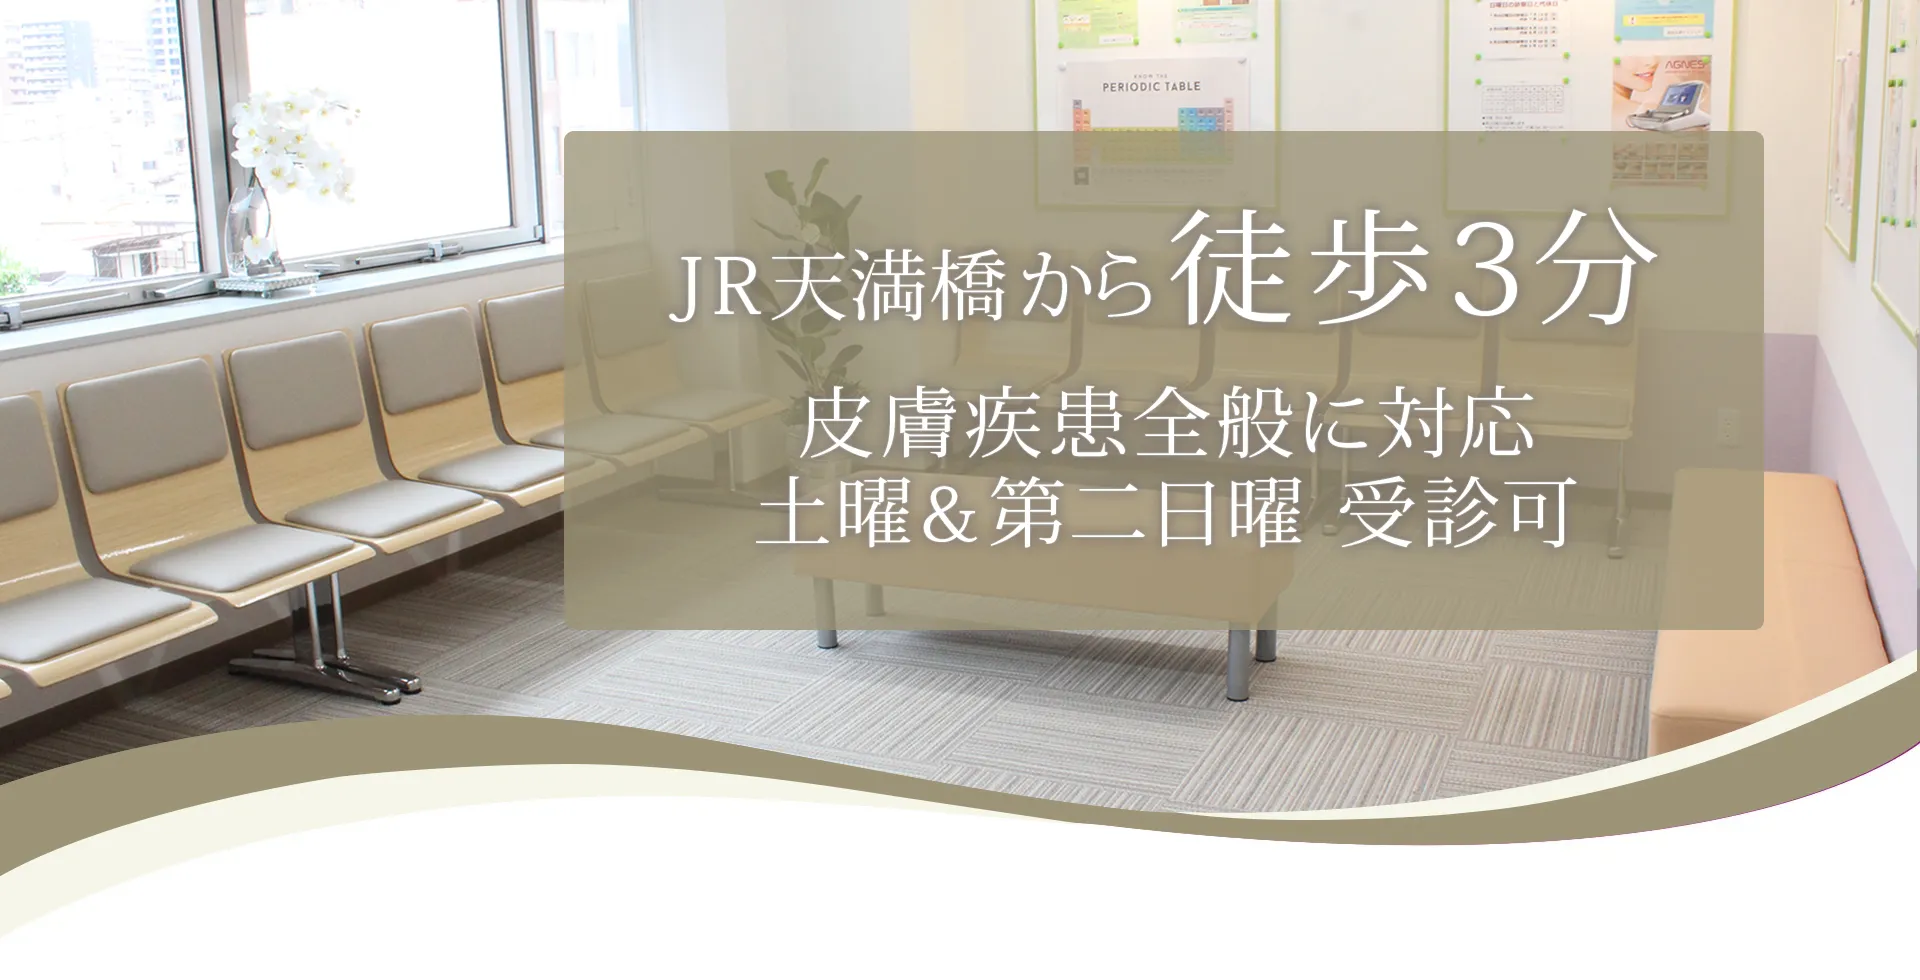 KNOW THE
PERIODIC TABLE
AGNES
JR天満橋から徒歩3分
皮膚疾患全般に対応
土曜&第二日曜 受診可